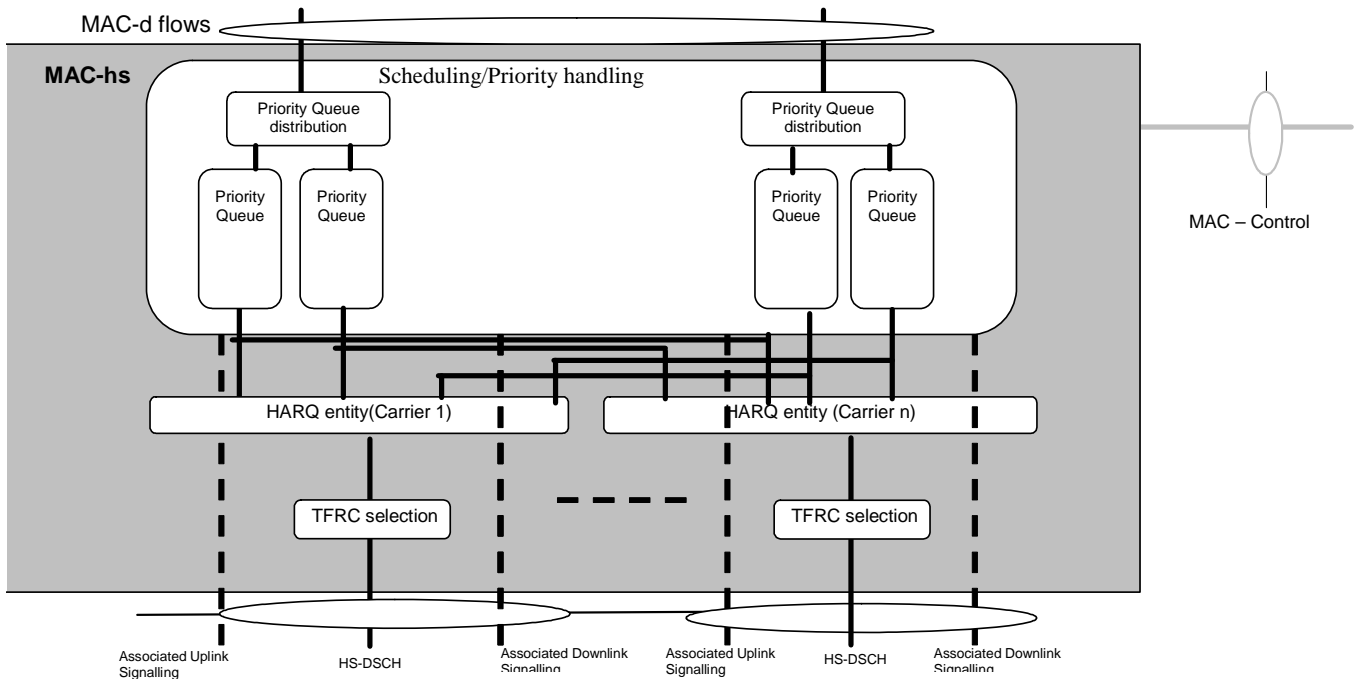 MAC-d flows
MAC-hs
Scheduling/Priority handling
Priority Queue
distribution
Priority Queue
distribution
Priority
Queue
Priority
Queue
Priority
Queue
Priority
Queue
MAC – Control
HARQ entity(Carrier 1)
HARQ entity (Carrier n)
TFRC selection
TFRC selection
Associated Uplink
Signalling
HS-DSCH
Associated Downlink
Signalling
Associated Uplink
Signalling
HS-DSCH
Associated Downlink
Signalling